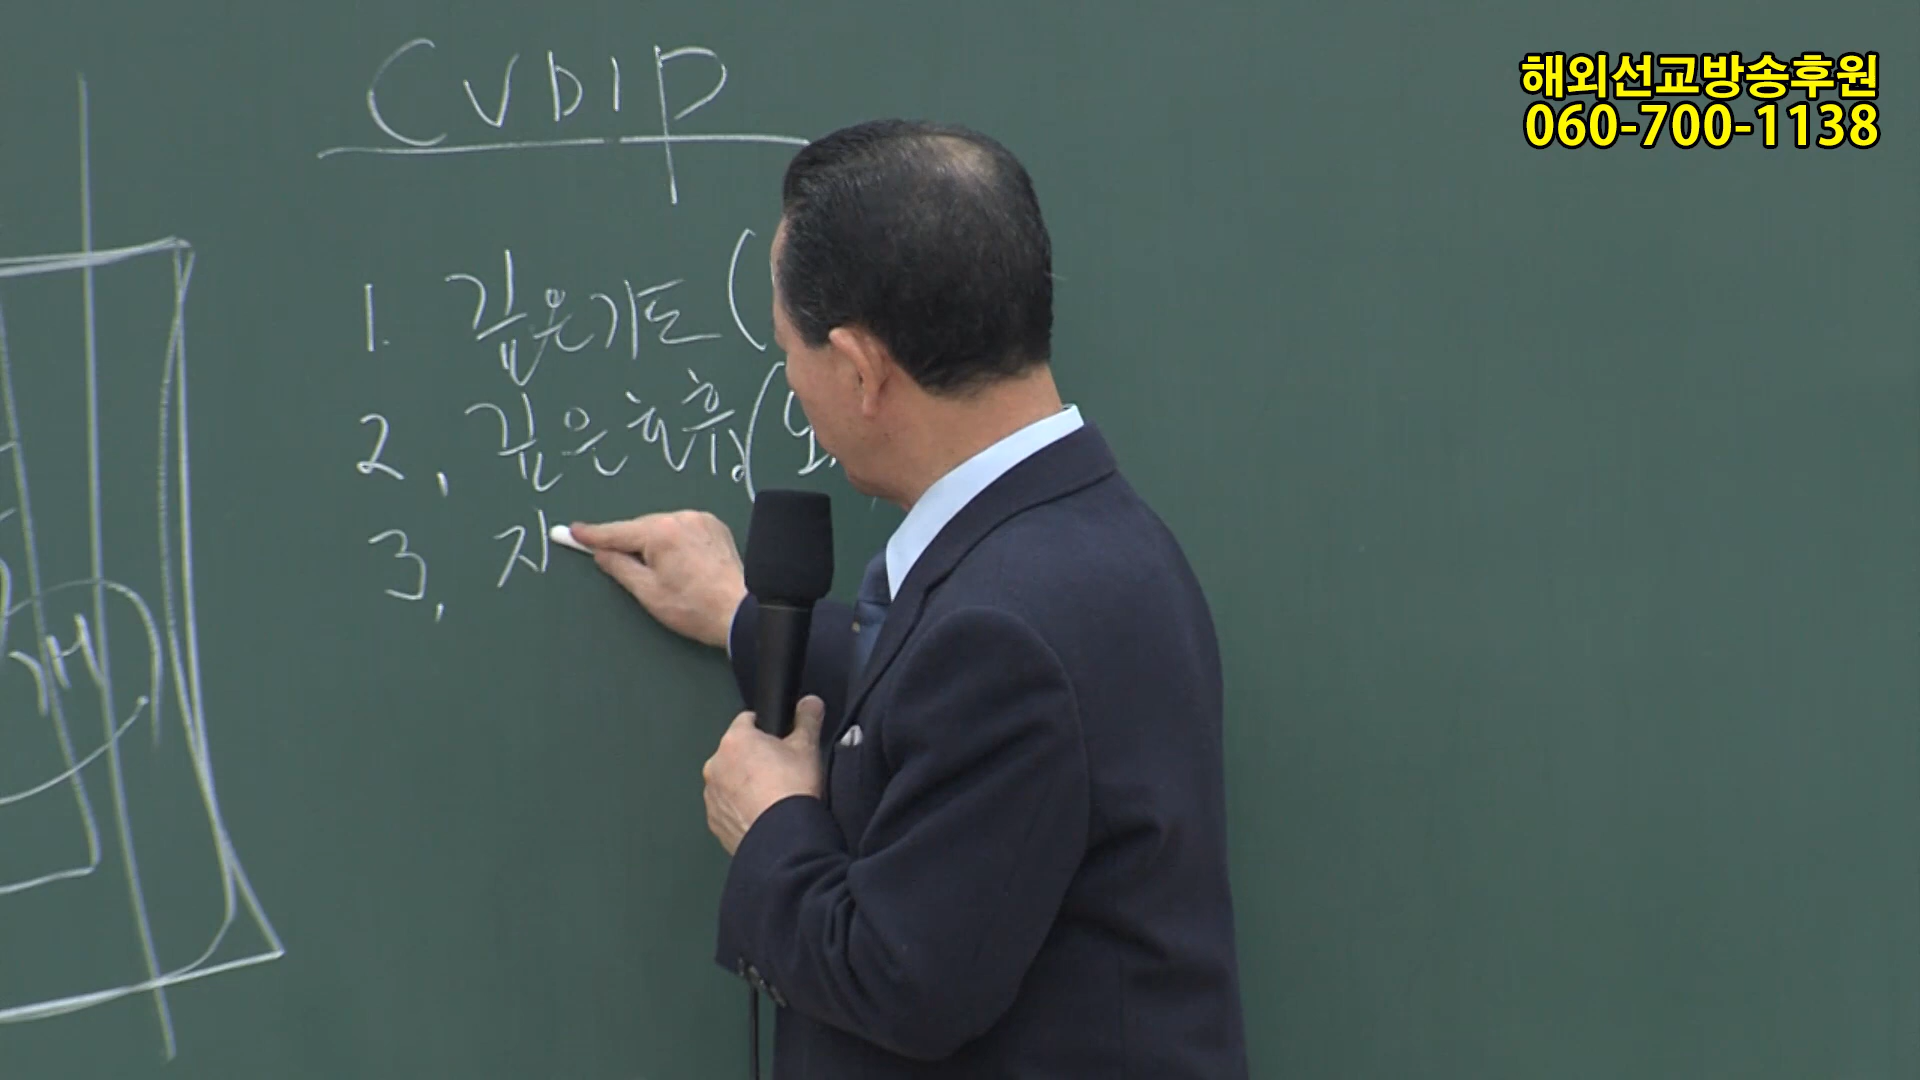 해외선교방송후원
060-700-1138
CVDIP
1. 깊은기도 (
2, 깊은호흡 (
3, 자